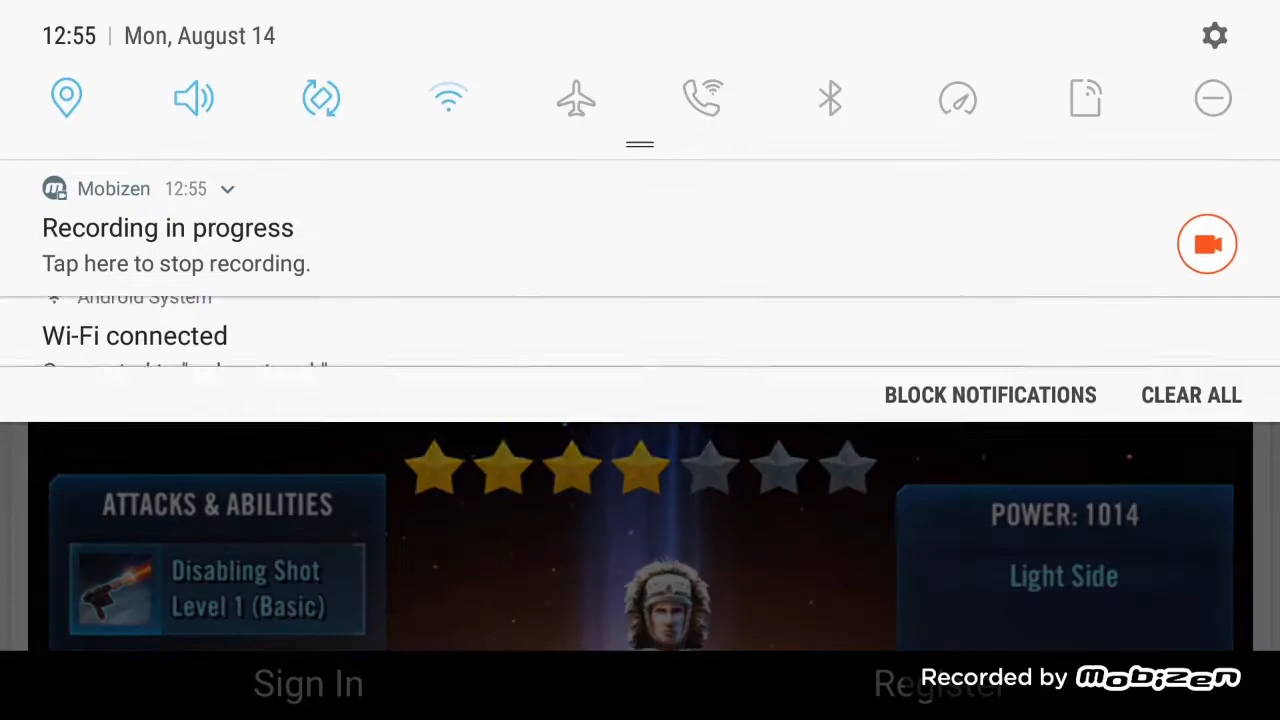 12:55 | Mon, August 14
Mobizen 12:55
Recording in progress
Tap here to stop recording.
Android System
Wi-Fi connected
BLOCK NOTIFICATIONS CLEAR ALL
ATTACKS & ABILITIES
Disabling Shot
Level 1 (Basic)
POWER: 1014
Light Side
Sign In
Register
Recorded by mobizen